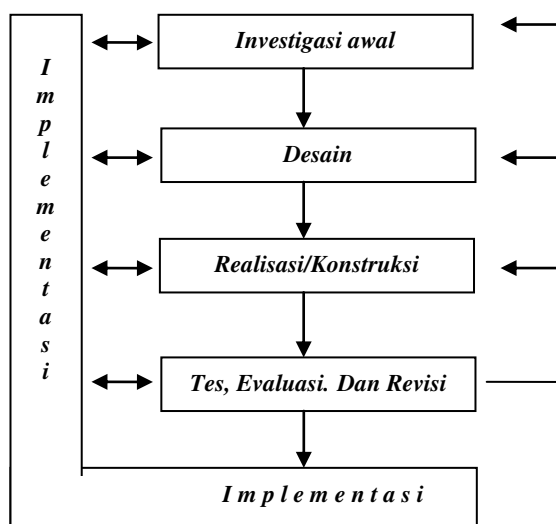 Investigasi awal
Implementasi
Desain
Realisasi/Konstruksi
Tes, Evaluasi. Dan Revisi
Implementasi